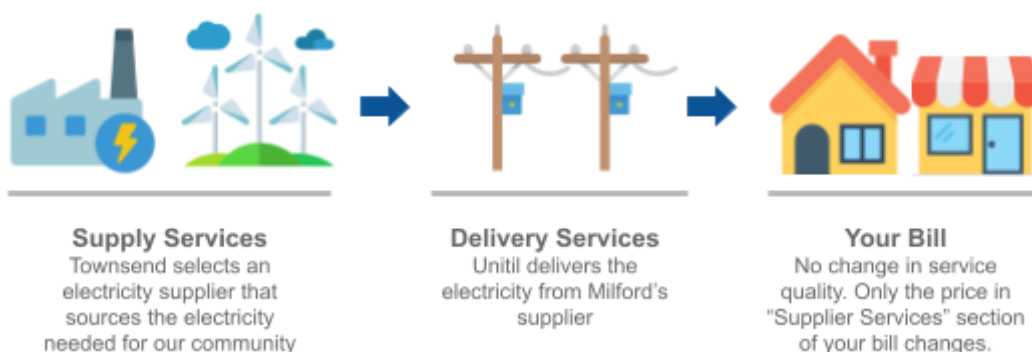 Supply Services
Townsend selects an
electricity supplier that
sources the electricity
needed for our community
Delivery Services
Unitil delivers the
electricity from Milford's
supplier
Your Bill
No change in service
quality. Only the price in
“Supplier Services” section
of your bill changes.